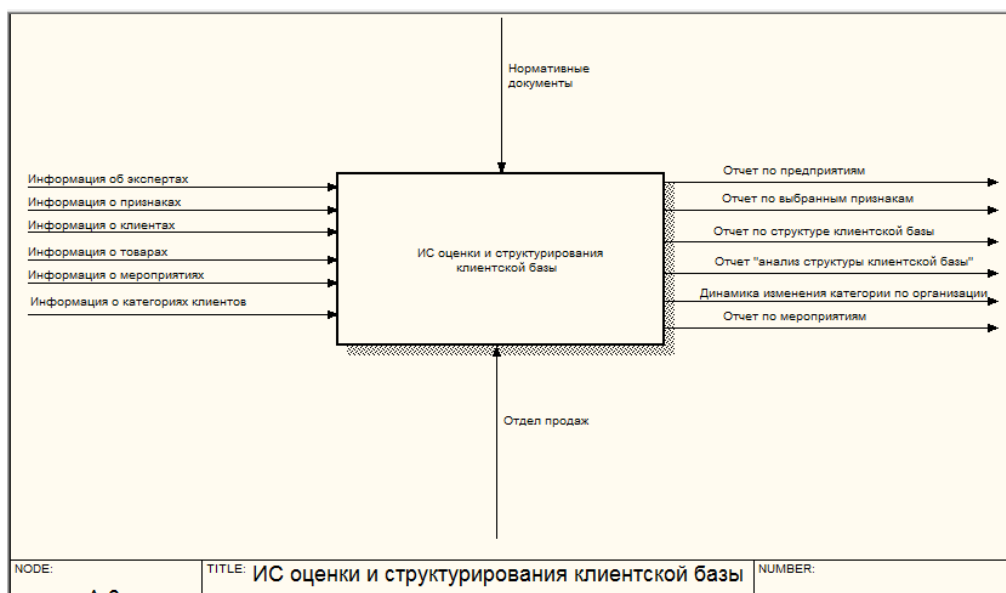 Нормативные
документы
Информация об экспертах
Информация о признаках
Информация о клиентах
Информация о товарах
Информация о мероприятиях
Информация о категориях клиентов
ИС оценки и структурирования
клиентской базы
Отчет по предприятиям
Отчет по выбранным признакам
Отчет по структуре клиентской базы
Отчет "анализ структуры клиентской базы"
Динамика изменения категории по организации
Отчет по мероприятиям
Отдел продаж
NODE:
TITLE: ИС оценки и структурирования клиентской базы
NUMBER: